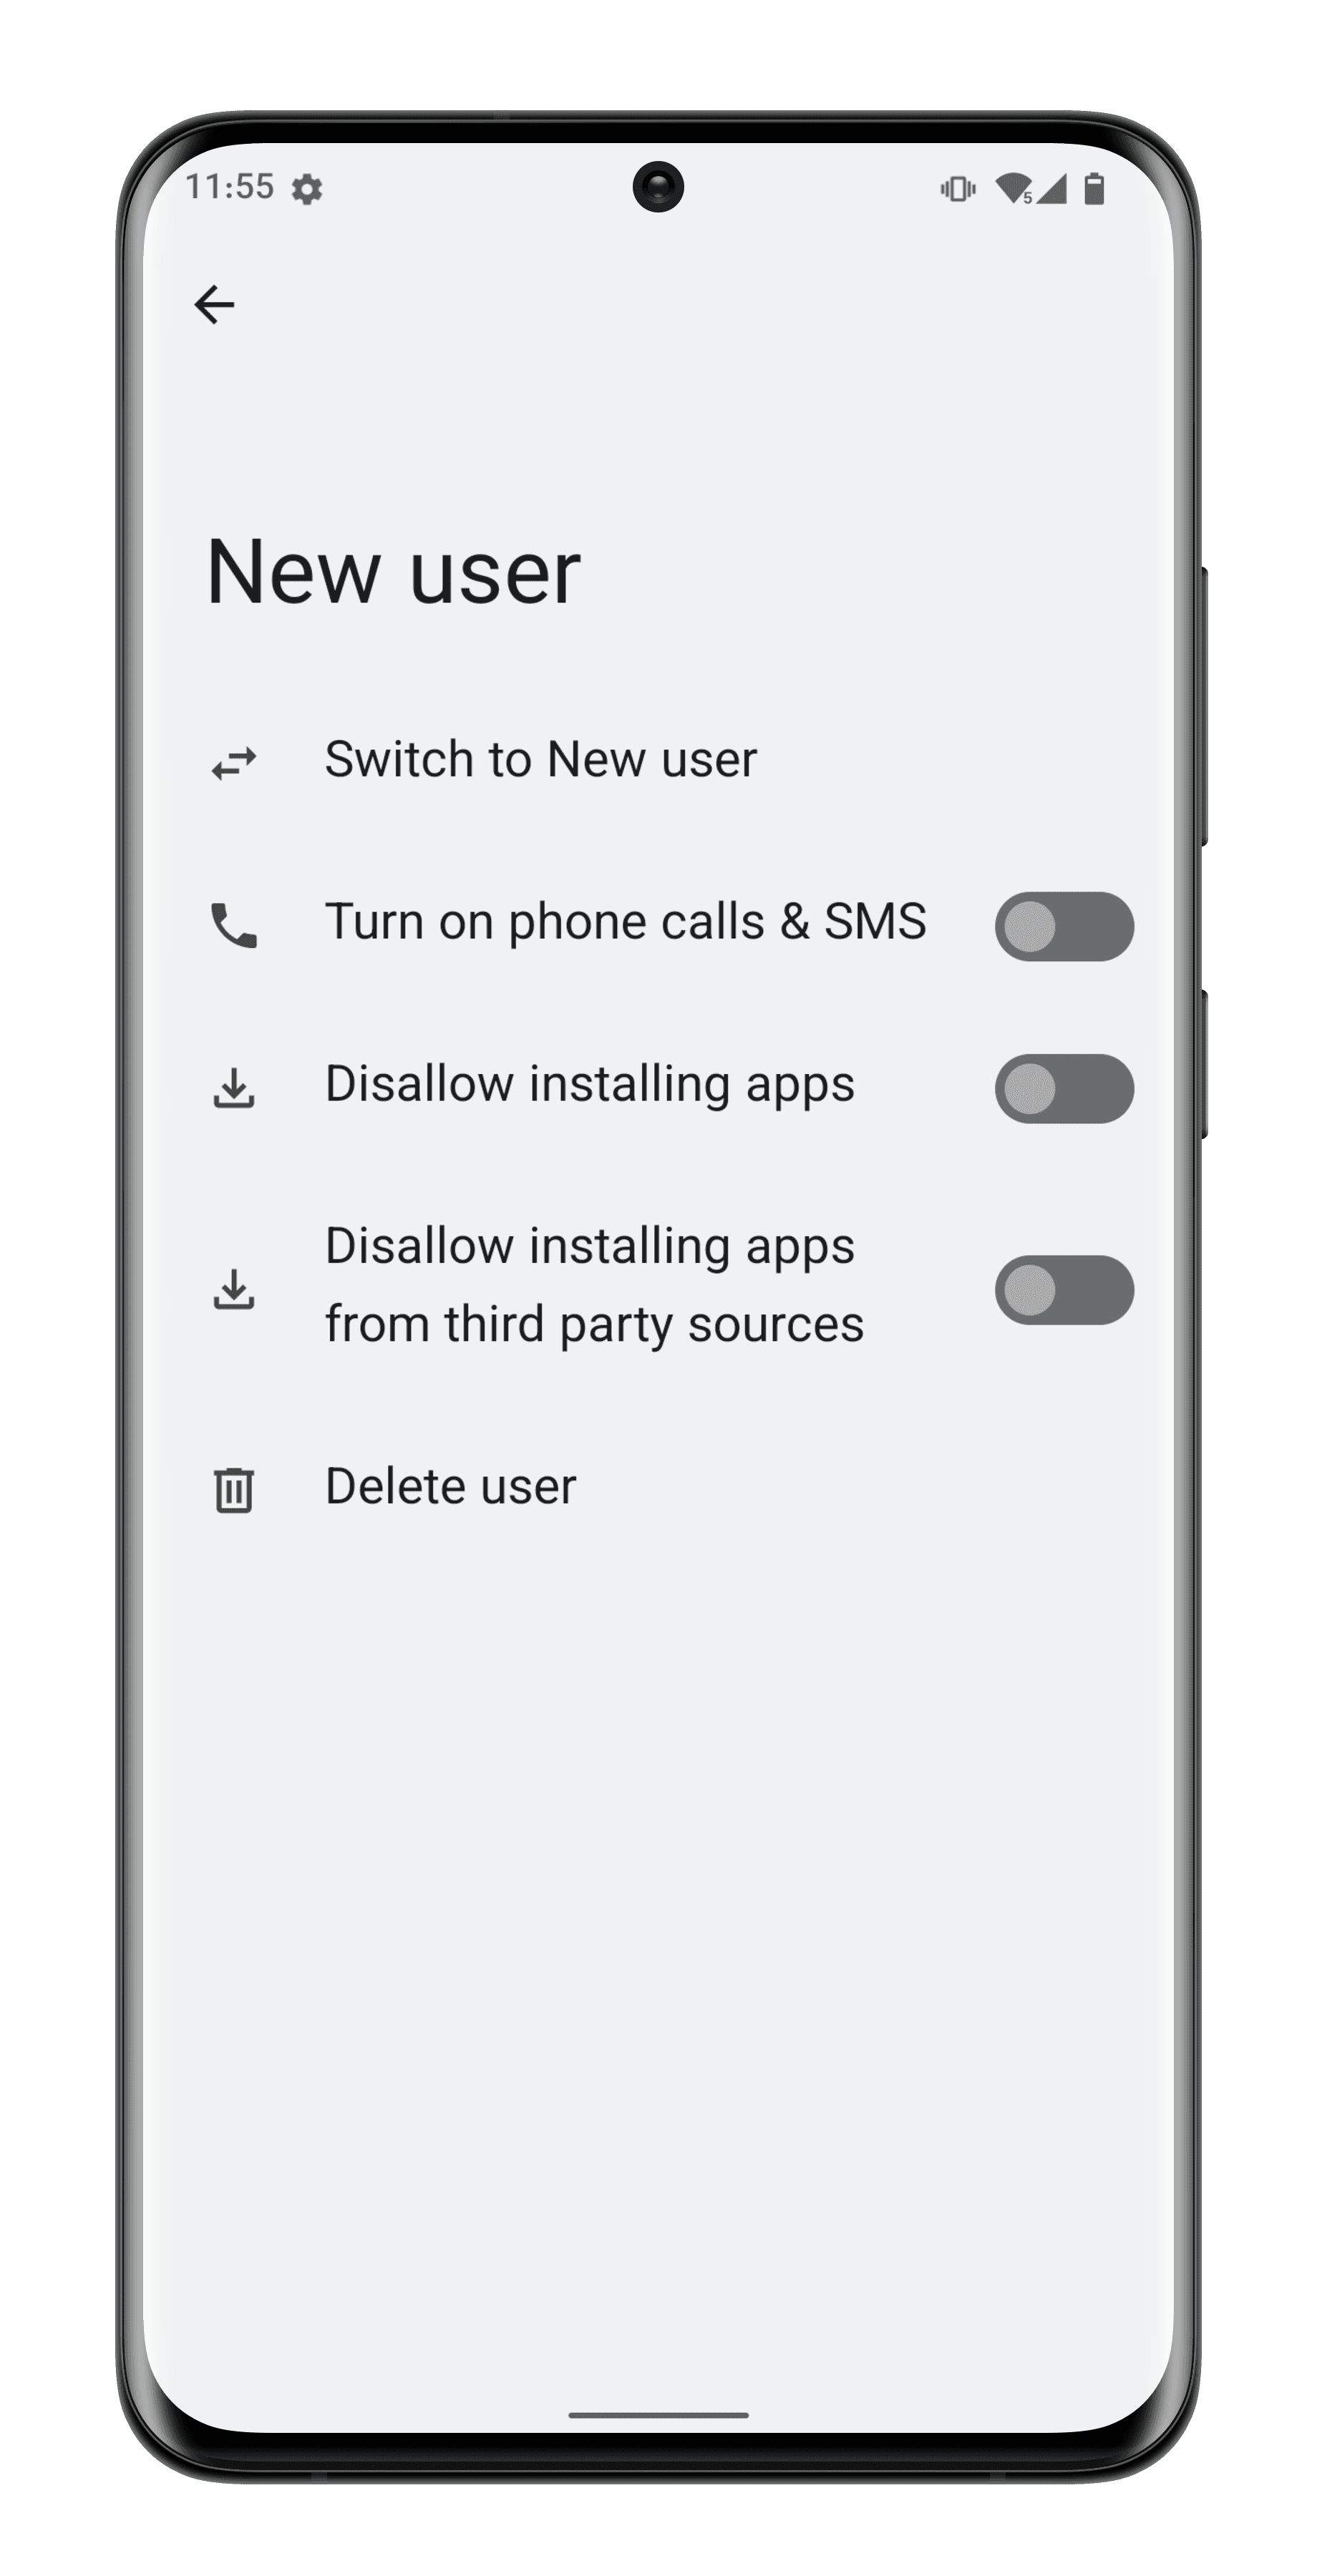 11:55
5
New user
Switch to New user
Turn on phone calls & SMS
Disallow installing apps
Disallow installing apps
from third party sources
Delete user